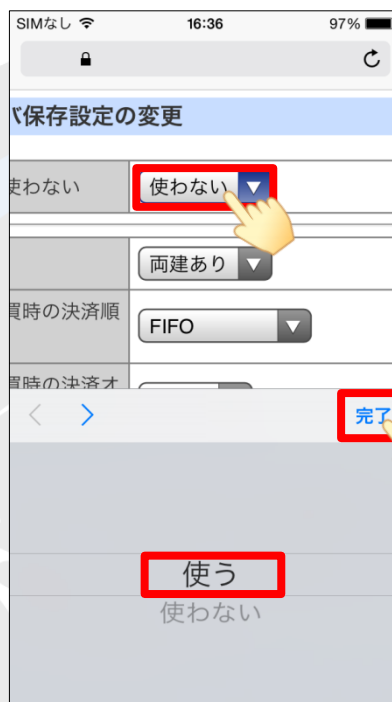 SIMなし 16:36 97%
バ保存設定の変更
使わない 使わない
両建あり
買時の決済順 FIFO
買時の決済オ
完了
使う
使わない